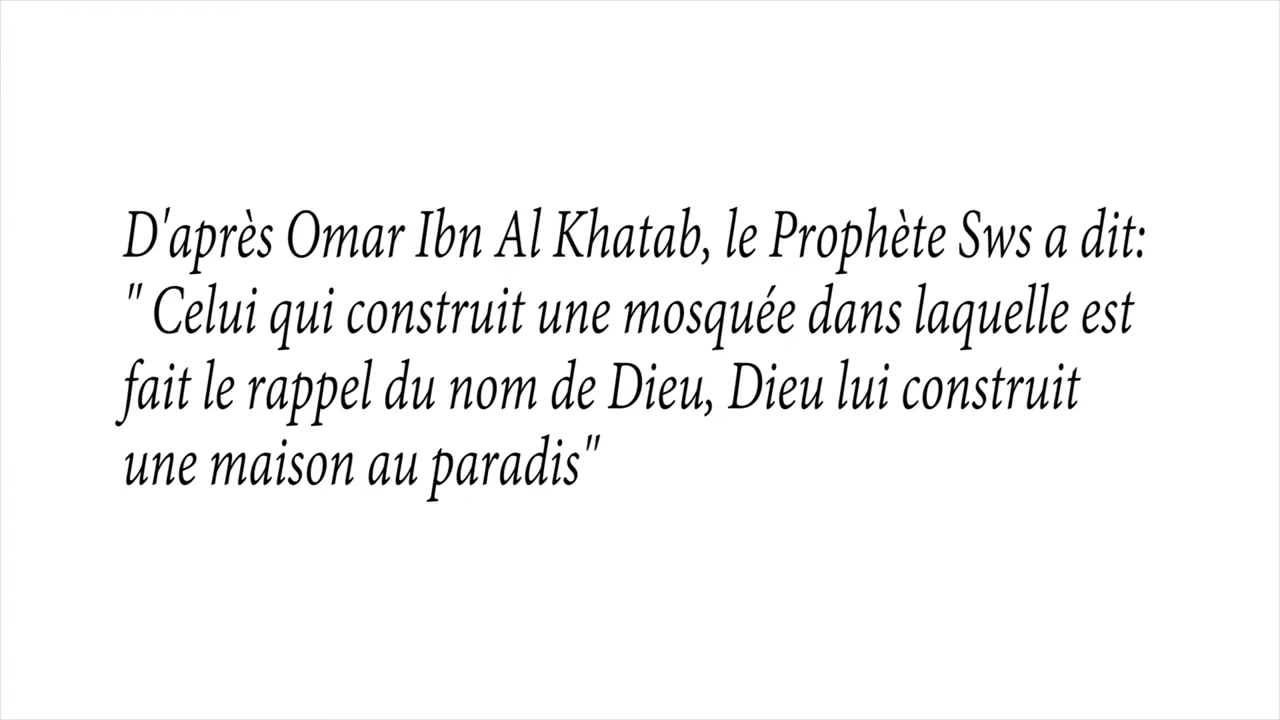 D'après Omar Ibn Al Khatab, le Prophète Sws a dit:
" Celui qui construit une mosquée dans laquelle est
fait le rappel du nom de Dieu, Dieu lui construit
une maison au paradis"